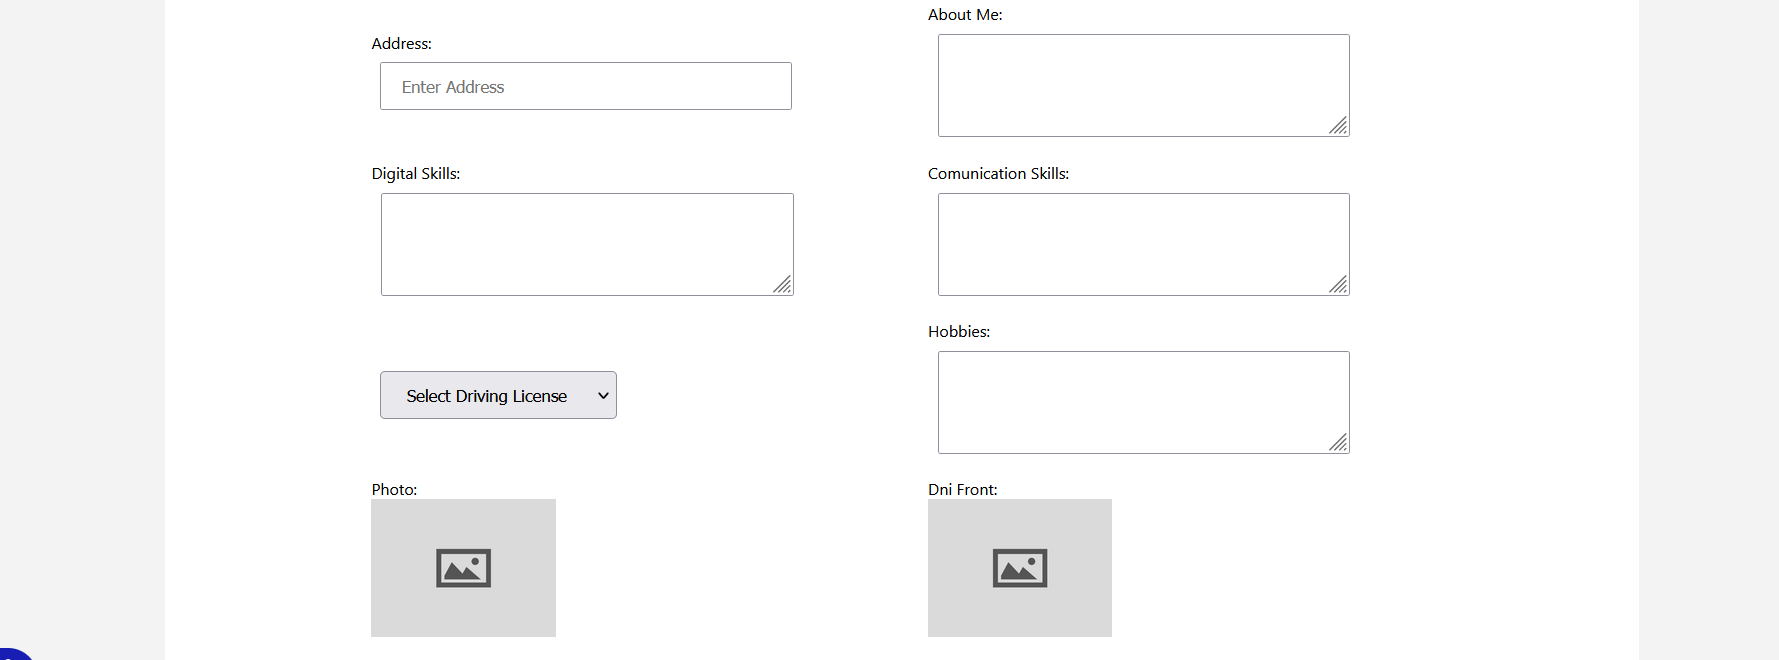 About Me:
Address:
Enter Address
Digital Skills:
Comunication Skills:
Hobbies:
Select Driving License
Photo:
Dni Front: